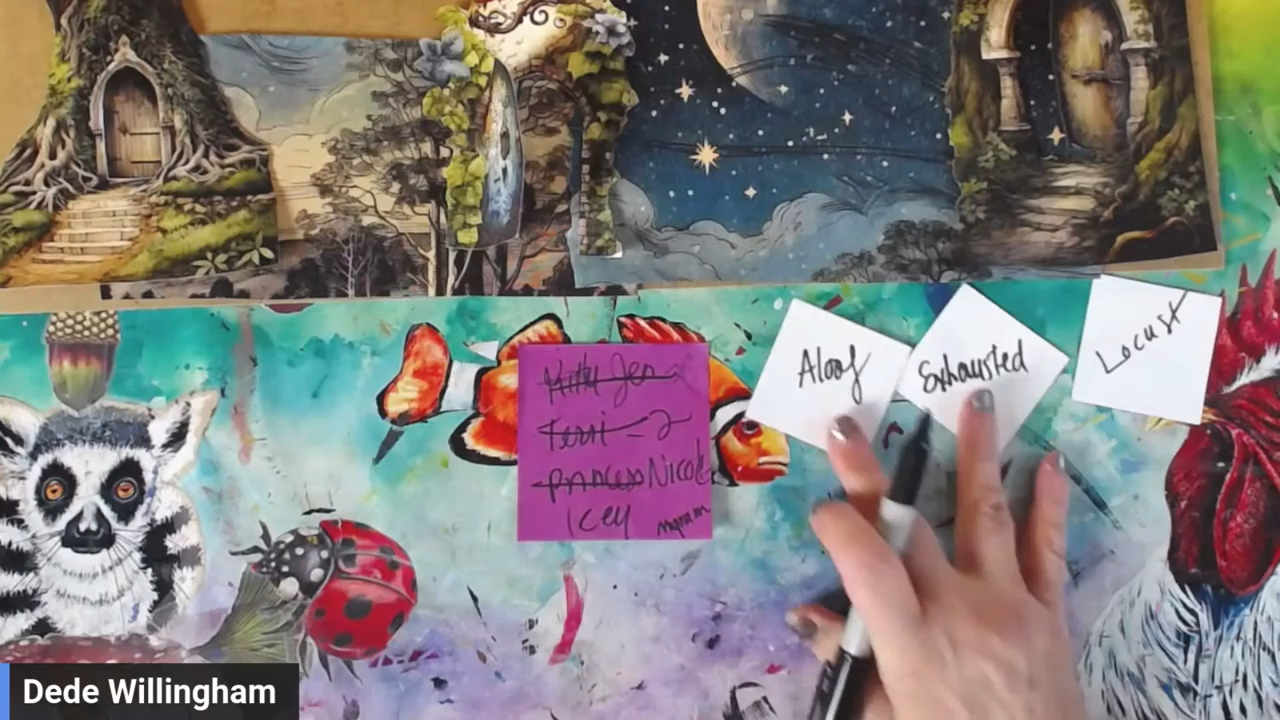 Kitty Jen
Terri - 2
Princess Nicole
Icey
Aloof
Exhausted
Locust
Dede Willingham